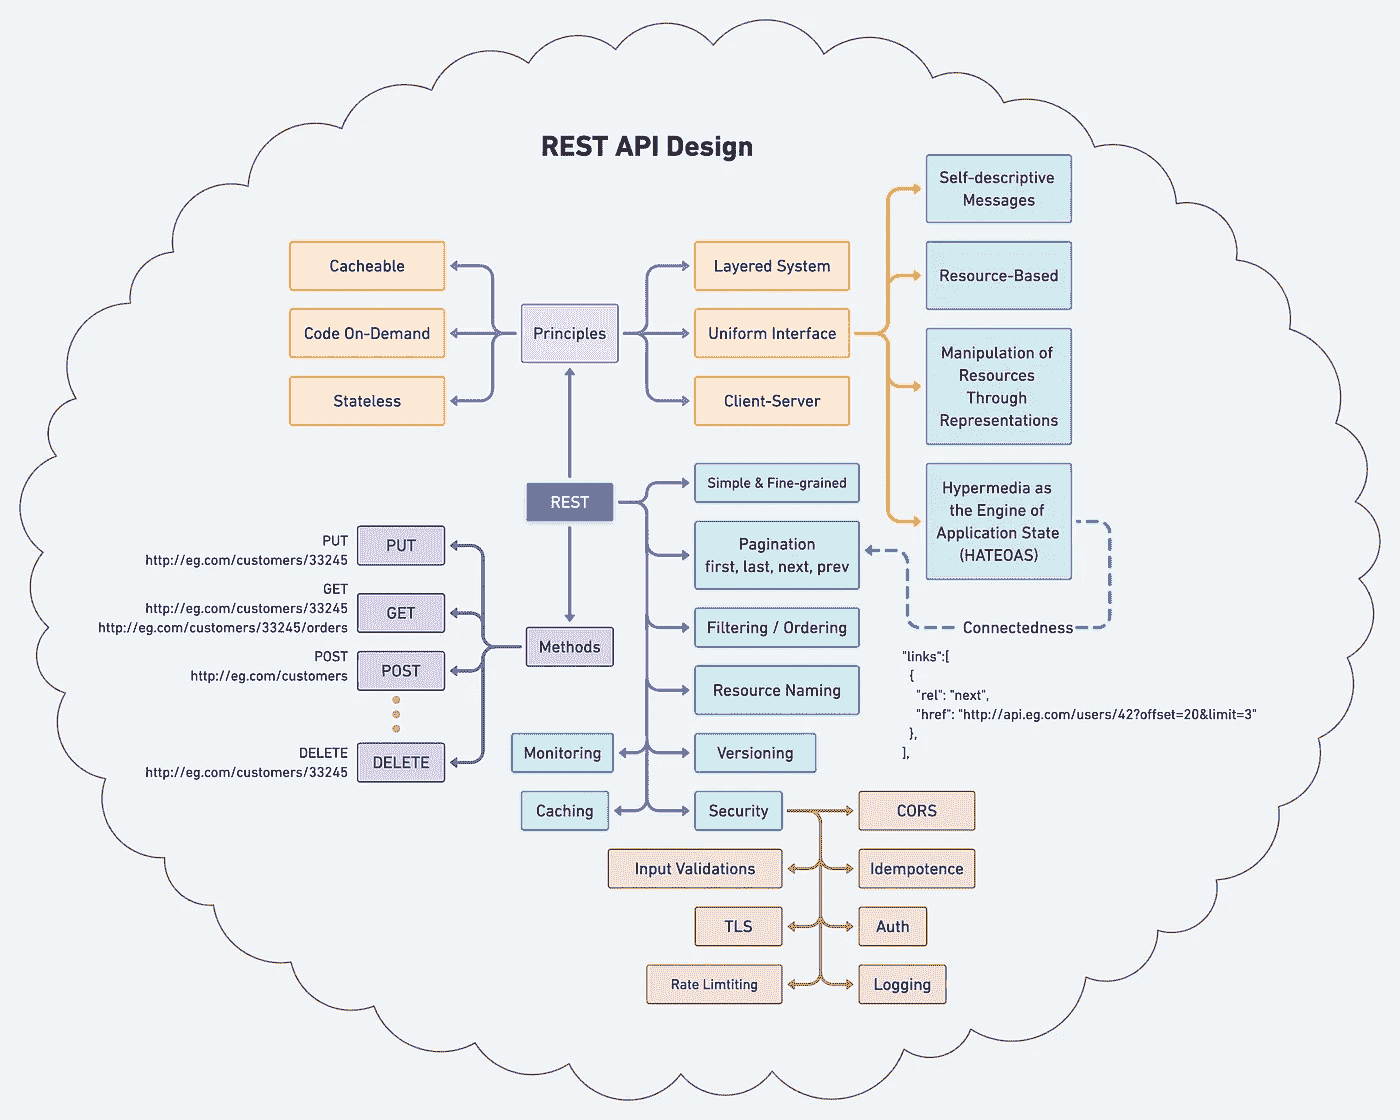 REST API Design
Cacheable
Code On-Demand
Stateless
Principles
Layered System
Uniform Interface
Client-Server
Self-descriptive
Messages
Resource-Based
Manipulation of
Resources
Through
Representations
Hypermedia as
the Engine of
Application State
(HATEOAS)
REST
Simple & Fine-grained
Pagination
first, last, next, prev
Filtering / Ordering
Resource Naming
Monitoring
Versioning
Caching
Security
Connectedness
"links":[
{
"rel": "next",
"href": "http://api.eg.com/users/42?offset=20&limit=3"
},
],
Methods
PUT
http://eg.com/customers/33245
PUT
GET
http://eg.com/customers/33245
http://eg.com/customers/33245/orders
GET
POST
http://eg.com/customers
POST
DELETE
http://eg.com/customers/33245
DELETE
CORS
Input Validations
Idempotence
TLS
Auth
Rate Limtiting
Logging